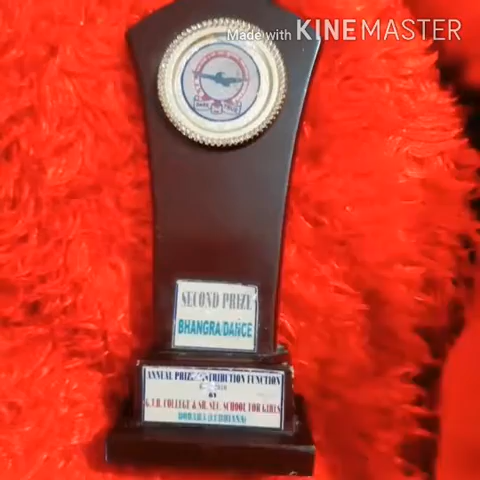 Made with KINEMASTER
SECOND PRIZE
BHANGRA DANCE
ANNUAL PRIZE DISTRIBUTION FUNCTION
BY
G.T.B. COLLEGE & SR. SEC. SCHOOL FOR GIRLS
(LUDHIANA)